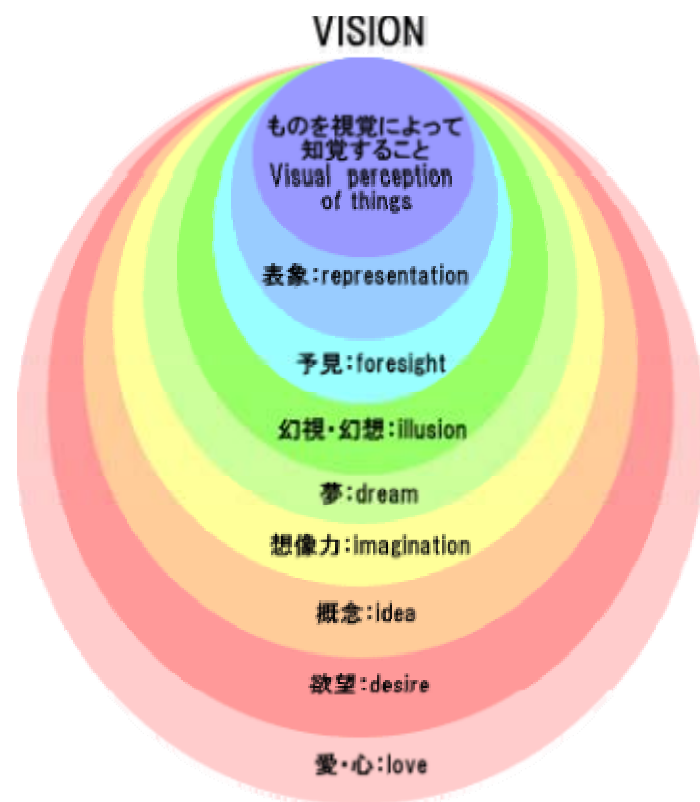 VISION
ものを視覚によって
知覚すること
Visual perception
of things
表象：representation
予見：foresight
幻視・幻想：illusion
夢：dream
想像力：imagination
概念：idea
欲望：desire
愛・心：love